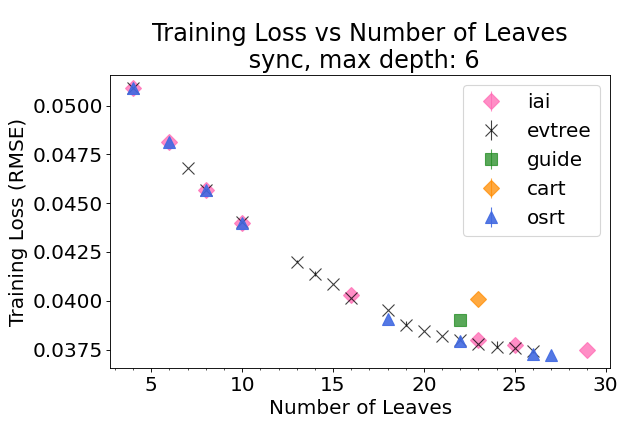 Training Loss vs Number of Leaves
sync, max depth: 6
Training Loss (RMSE)
0.0500
0.0475
0.0450
0.0425
0.0400
0.0375
iai
evtree
guide
cart
osrt
5 10 15 20 25 30
Number of Leaves